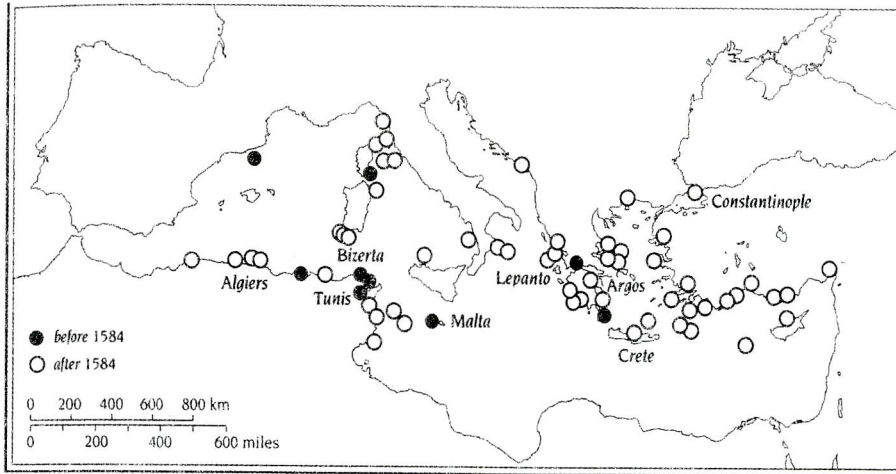 Constantinople
Bizerta
Lepanto
Algiers
Argos
Tunis
Malta
Crete
before 1584
after 1584
0 200 400 600 800 km
0 200 400 600 miles